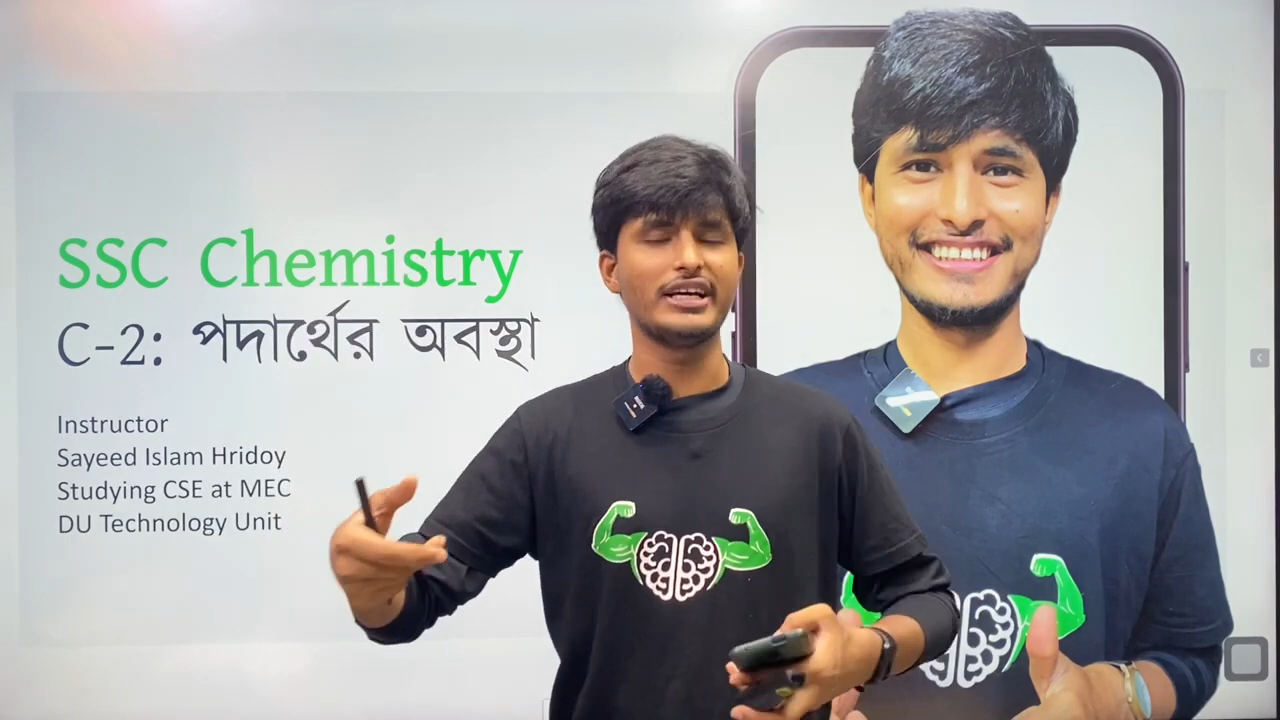 SSC Chemistry
C-2: পদার্থের অবস্থা
Instructor
Sayeed Islam Hridoy
Studying CSE at MEC
DU Technology Unit